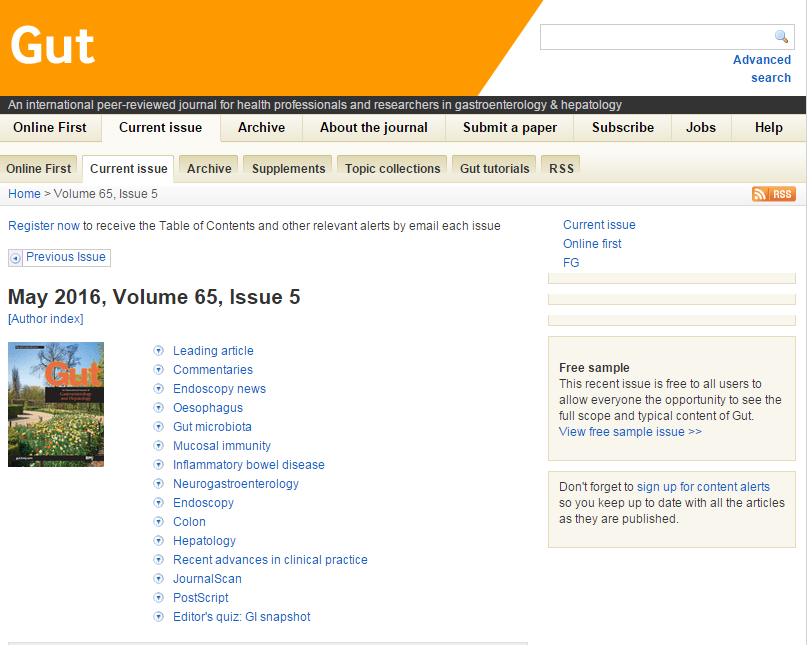 Gut
Advanced
search
An international peer-reviewed journal for health professionals and researchers in gastroenterology & hepatology
Online First Current issue Archive About the journal Submit a paper Subscribe Jobs Help
Online First Current issue Archive Supplements Topic collections Gut tutorials RSS
Home > Volume 65, Issue 5 RSS
Register now to receive the Table of Contents and other relevant alerts by email each issue
Previous Issue
May 2016, Volume 65, Issue 5
[Author index]
Gut
Leading article
Commentaries
Endoscopy news
Oesophagus
Gut microbiota
Mucosal immunity
Inflammatory bowel disease
Neurogastroenterology
Endoscopy
Colon
Hepatology
Recent advances in clinical practice
JournalScan
PostScript
Editor's quiz: GI snapshot
Current issue
Online first
FG
Free sample
This recent issue is free to all users to
allow everyone the opportunity to see the
full scope and typical content of Gut.
View free sample issue >>
Don't forget to sign up for content alerts
so you keep up to date with all the articles
as they are published.